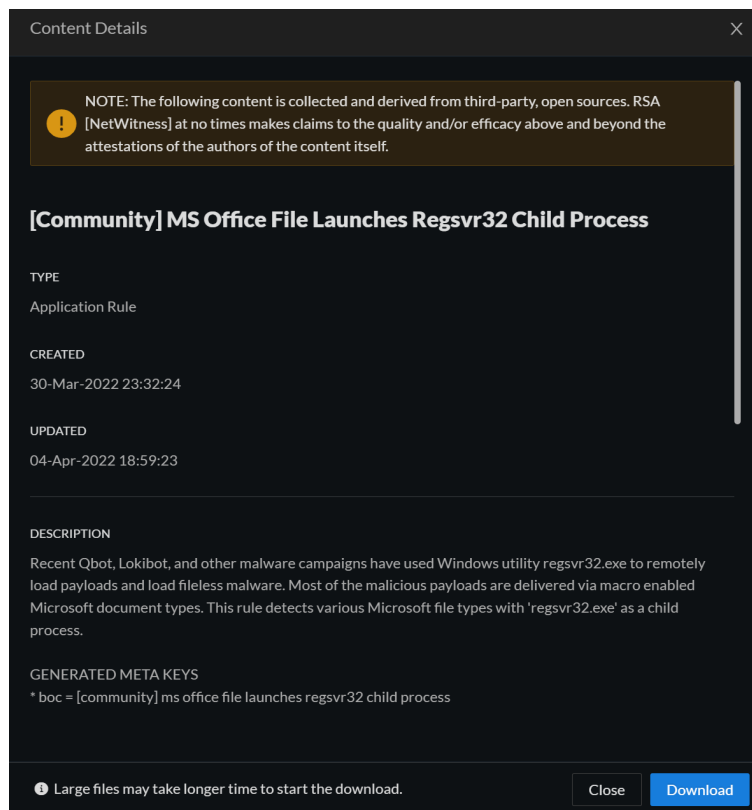 Content Details
X
NOTE: The following content is collected and derived from third-party, open sources. RSA
[NetWitness] at no times makes claims to the quality and/or efficacy above and beyond the
attestations of the authors of the content itself.
[Community] MS Office File Launches Regsvr32 Child Process
TYPE
Application Rule
CREATED
30-Mar-2022 23:32:24
UPDATED
04-Apr-2022 18:59:23
DESCRIPTION
Recent Qbot, Lokibot, and other malware campaigns have used Windows utility regsvr32.exe to remotely
load payloads and load fileless malware. Most of the malicious payloads are delivered via macro enabled
Microsoft document types. This rule detects various Microsoft file types with 'regsvr32.exe' as a child
process.
GENERATED META KEYS
* boc = [community] ms office file launches regsvr32 child process
Large files may take longer time to start the download.
Close
Download